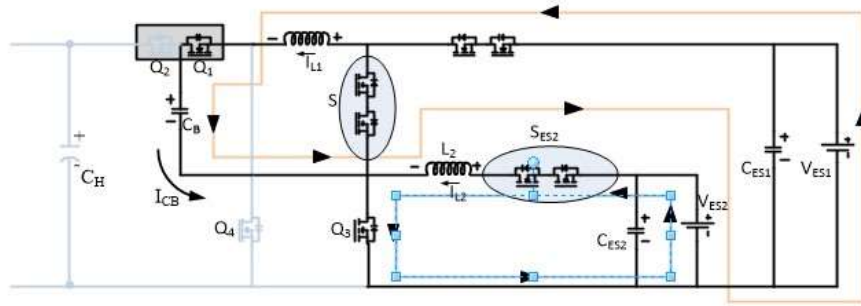 Q2 Q1
iL1
S
CB
SES2
L2
CH
ICB
iL2
VES2
CES1
VES1
Q4
Q3
CES2